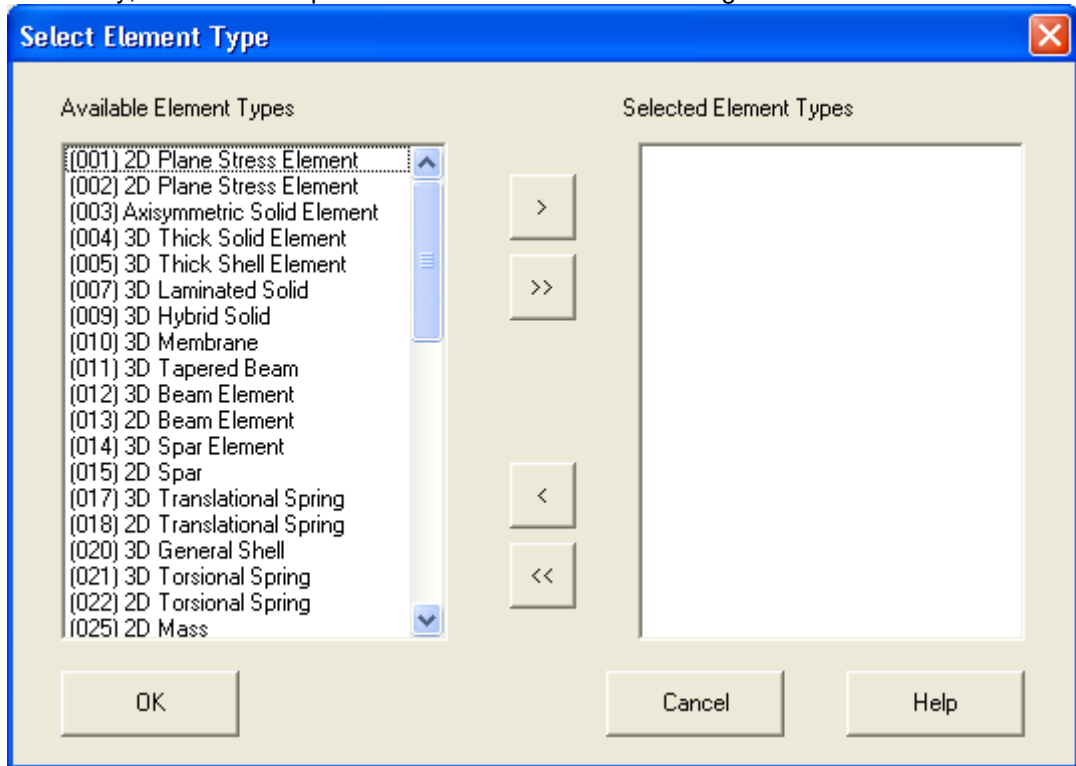 Select Element Type
Available Element Types
Selected Element Types
(001) 2D Plane Stress Element
(002) 2D Plane Stress Element
(003) Axisymmetric Solid Element
(004) 3D Thick Solid Element
(005) 3D Thick Shell Element
(007) 3D Laminated Solid
(009) 3D Hybrid Solid
(010) 3D Membrane
(011) 3D Tapered Beam
(012) 3D Beam Element
(013) 2D Beam Element
(014) 3D Spar Element
(015) 2D Spar
(017) 3D Translational Spring
(018) 2D Translational Spring
(020) 3D General Shell
(021) 3D Torsional Spring
(022) 2D Torsional Spring
(025) 2D Mass
>
>>
<
<<
OK
Cancel
Help